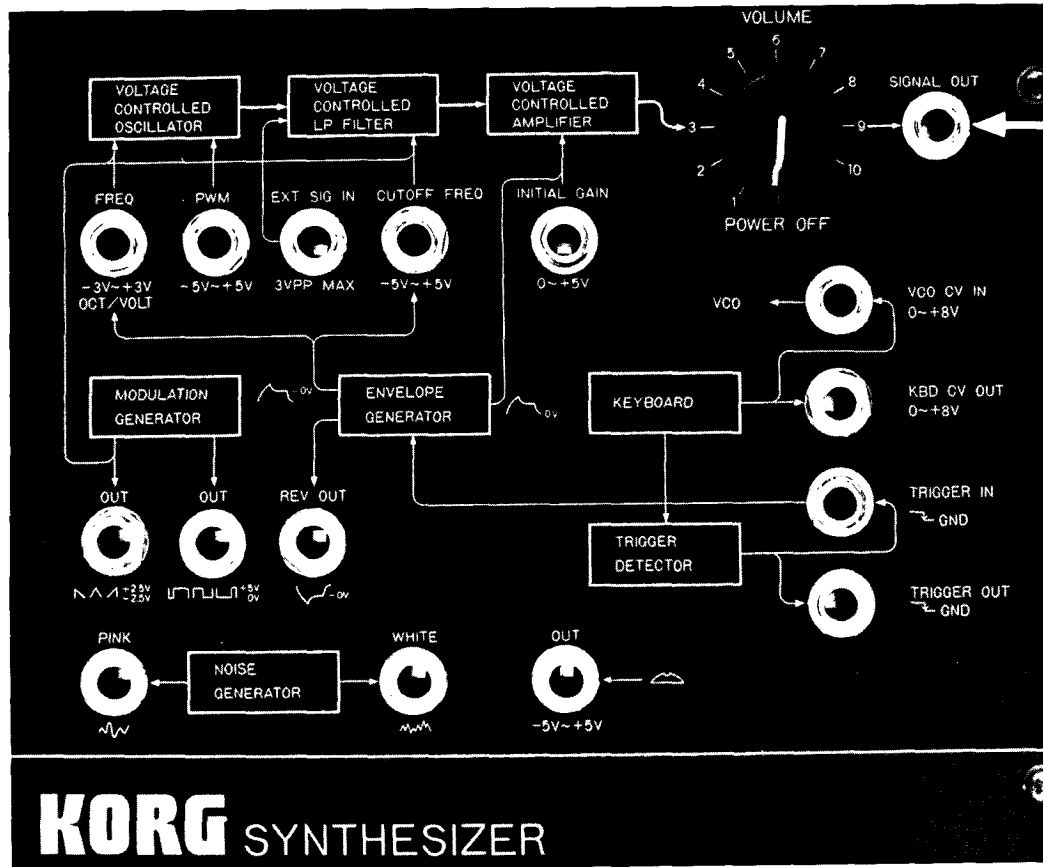 VOLUME
1
2
3
4
5
6
7
8
9
10
POWER OFF
SIGNAL OUT
VOLTAGE
CONTROLLED
OSCILLATOR
VOLTAGE
CONTROLLED
LP FILTER
VOLTAGE
CONTROLLED
AMPLIFIER
FREQ
-3V~+3V
OCT/VOLT
PWM
-5V~+5V
EXT SIG IN
3VPP MAX
CUTOFF FREQ
-5V~+5V
INITIAL GAIN
0~+5V
VCO
VCO CV IN
0~+8V
MODULATION
GENERATOR
0V
ENVELOPE
GENERATOR
0V
KEYBOARD
KBD CV OUT
0~+8V
OUT
+2.5V
-2.5V
OUT
+5V
0V
REV OUT
0V
TRIGGER
DETECTOR
TRIGGER IN
GND
TRIGGER OUT
GND
PINK
NOISE
GENERATOR
WHITE
OUT
-5V~+5V
KORG SYNTHESIZER